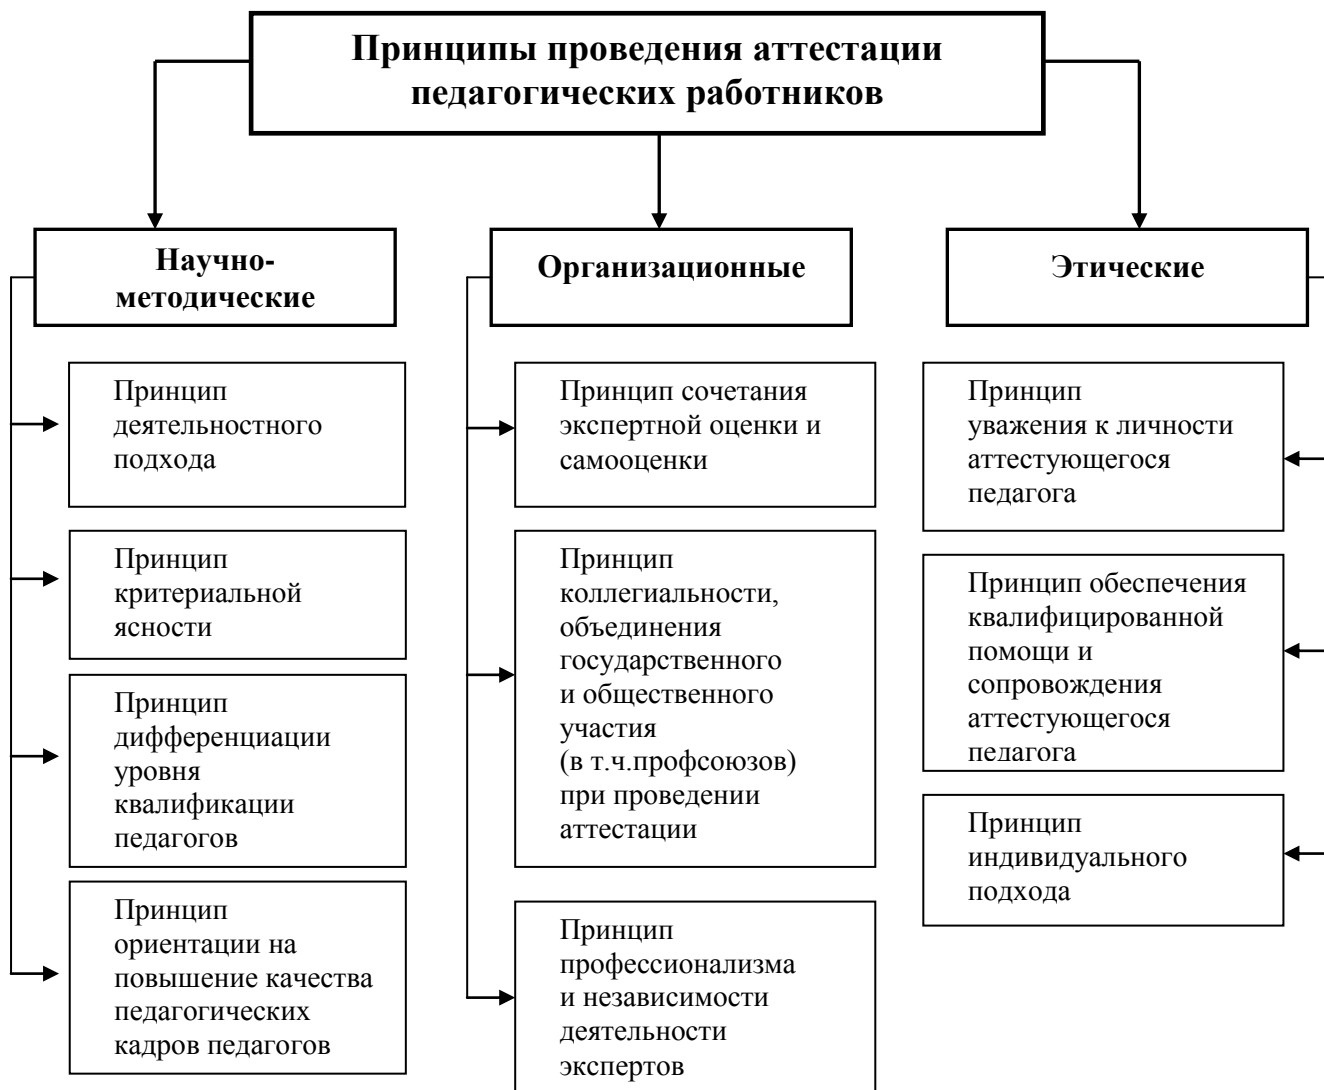 Принципы проведения аттестации
педагогических работников
Научно-
методические
Принцип
деятельностного
подхода
Принцип
критериальной
ясности
Принцип
дифференциации
уровня
квалификации
педагогов
Принцип
ориентации на
повышение качества
педагогических
кадров педагогов
Организационные
Принцип сочетания
экспертной оценки и
самооценки
Принцип
коллегиальности,
объединения
государственного
и общественного
участия
(в т.ч.профсоюзов)
при проведении
аттестации
Принцип
профессионализма
и независимости
деятельности
экспертов
Этические
Принцип
уважения к личности
аттестующегося
педагога
Принцип обеспечения
квалифицированной
помощи и
сопровождения
аттестующегося
педагога
Принцип
индивидуального
подхода